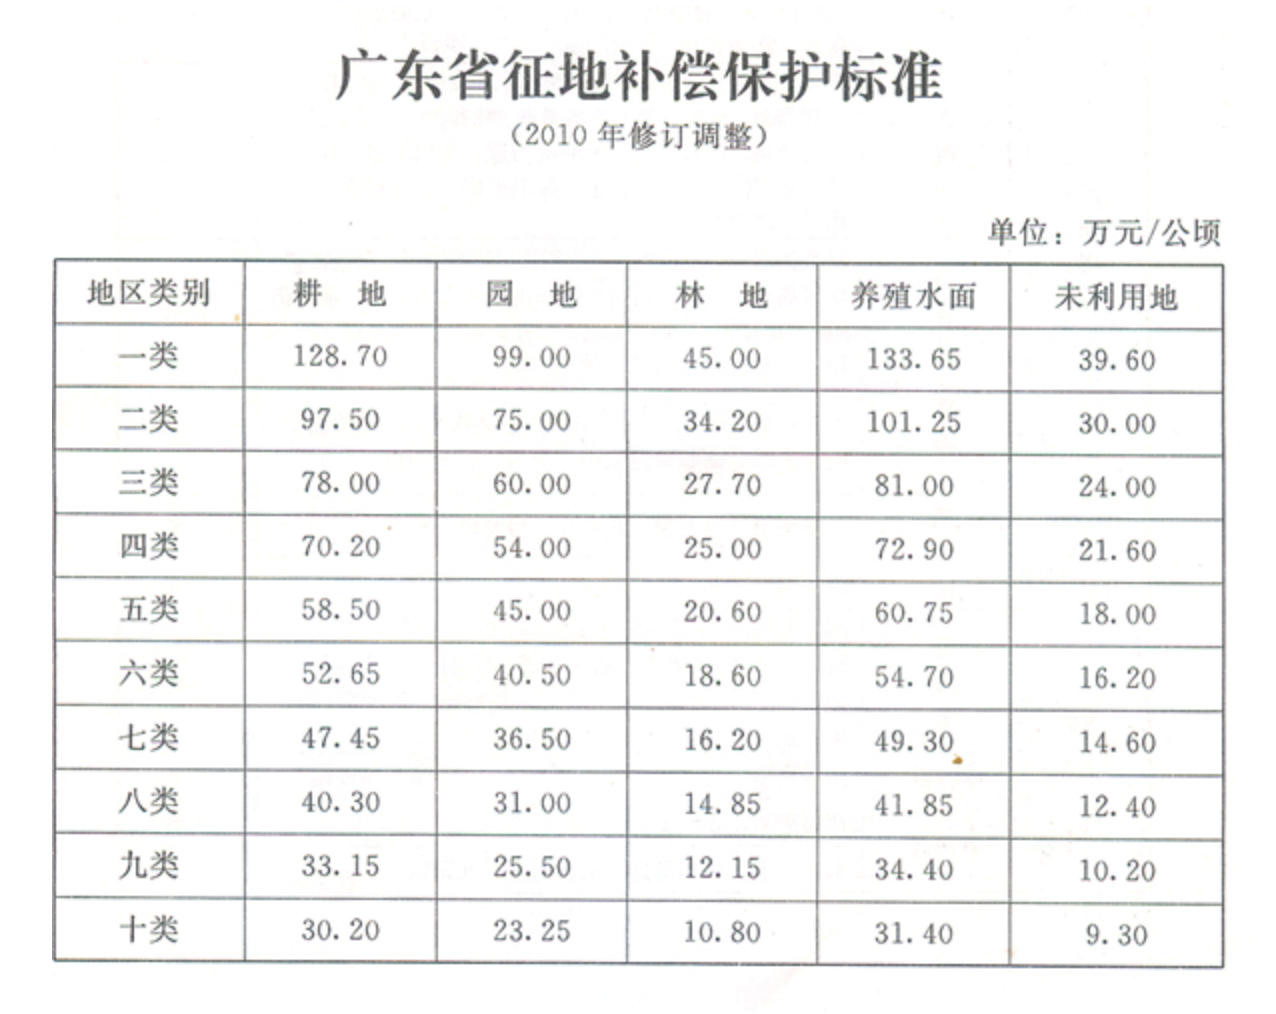 广东省征地补偿保护标准
（2010 年修订调整）
单位：万元/公顷
地区类别 耕 地 园 地 林 地 养殖水面 未利用地
一类 128.70 99.00 45.00 133.65 39.60
二类 97.50 75.00 34.20 101.25 30.00
三类 78.00 60.00 27.70 81.00 24.00
四类 70.20 54.00 25.00 72.90 21.60
五类 58.50 45.00 20.60 60.75 18.00
六类 52.65 40.50 18.60 54.70 16.20
七类 47.45 36.50 16.20 49.30 14.60
八类 40.30 31.00 14.85 41.85 12.40
九类 33.15 25.50 12.15 34.40 10.20
十类 30.20 23.25 10.80 31.40 9.30